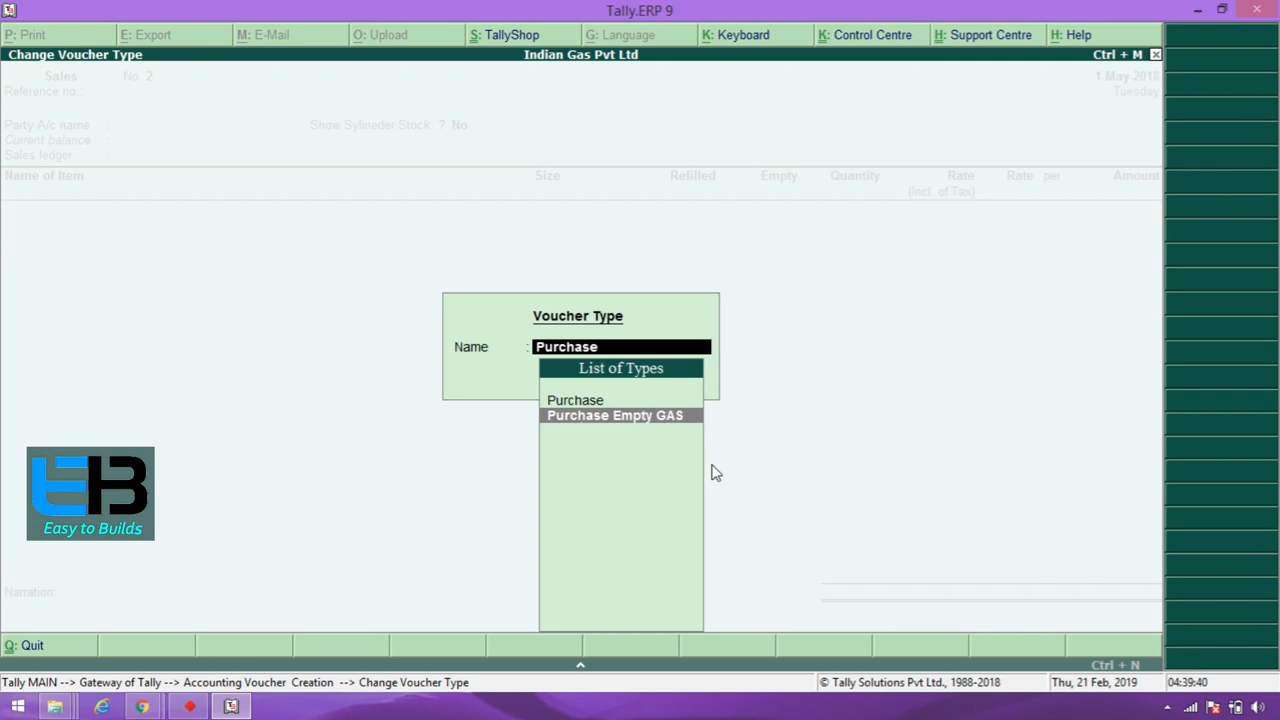 Tally.ERP 9
P: Print E: Export M: E-Mail O: Upload S: TallyShop G: Language K: Keyboard K: Control Centre H: Support Centre H: Help
Change Voucher Type Indian Gas Pvt Ltd Ctrl + M
Sales No. 2 1-May-2018
Reference no.: Tuesday
Party A/c name : Show Sylineder Stock ? No
Current balance :
Sales ledger :
Name of Item Size Refilled Empty Quantity Rate Rate per Amount
(Incl. of Tax)
Voucher Type
Name : Purchase
List of Types
Purchase
Purchase Empty GAS
EB
Easy to Builds
Narration:
Q: Quit
Ctrl + N
Tally MAIN --> Gateway of Tally --> Accounting Voucher Creation --> Change Voucher Type © Tally Solutions Pvt Ltd., 1988-2018 Thu, 21 Feb, 2019 04:39:40